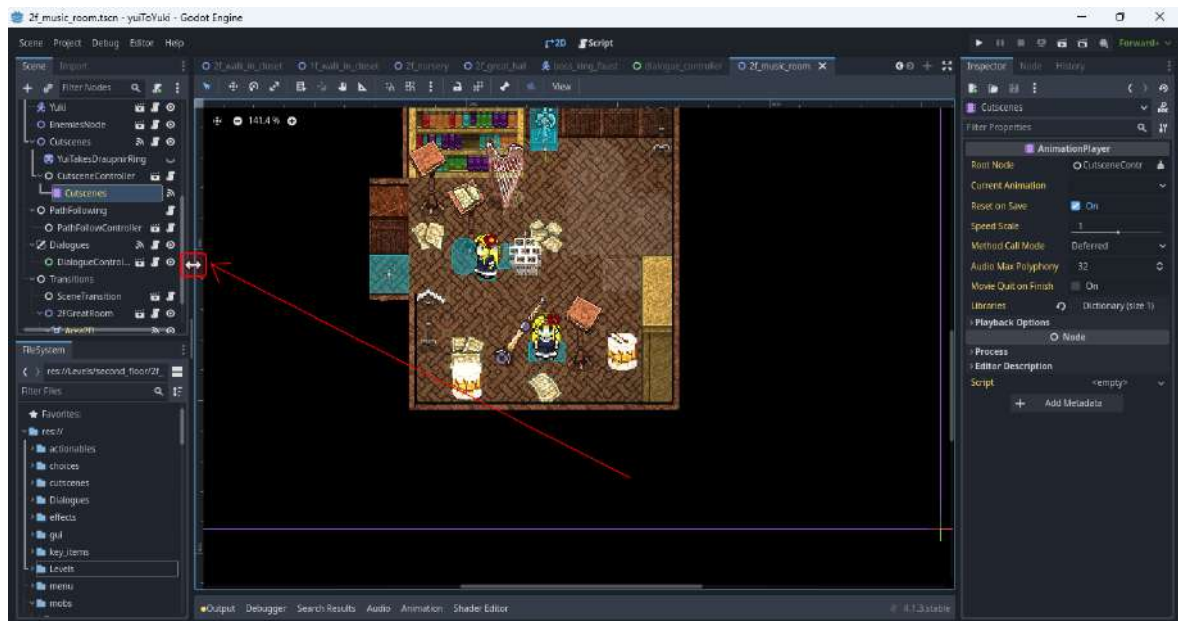 2f_music_room.tscn - yuiToYuki - Godot Engine
Scene Project Debug Editor Help
2D Script
Forward+
Scene Import
2f_walk_in_closet 1f_walk_in_closet 2f_nursery 2f_great_hall boss_king_faust dialogue_controller 2f_music_room
Inspector Node History
Filter Nodes
View
Yuki
EnemiesNode
Cutscenes
YuiTakesDraupnirRing
CutsceneController
Cutscenes
PathFollowing
PathFollowController
Dialogues
DialogueControl...
Transitions
SceneTransition
2FGreatRoom
Area2D
141.4 %
FileSystem
res://Levels/second_floor/2f_
Filter Files
Favorites:
res://
actionables
choices
cutscenes
Dialogues
effects
gui
key_items
Levels
menu
mobs
Output Debugger Search Results Audio Animation Shader Editor
4.1.3.stable
Cutscenes
Filter Properties
AnimationPlayer
Root Node CutsceneContr
Current Animation
Reset on Save On
Speed Scale 1
Method Call Mode Deferred
Audio Max Polyphony 32
Movie Quit on Finish On
Libraries Dictionary (size 1)
Playback Options
Node
Process
Editor Description
Script <empty>
Add Metadata